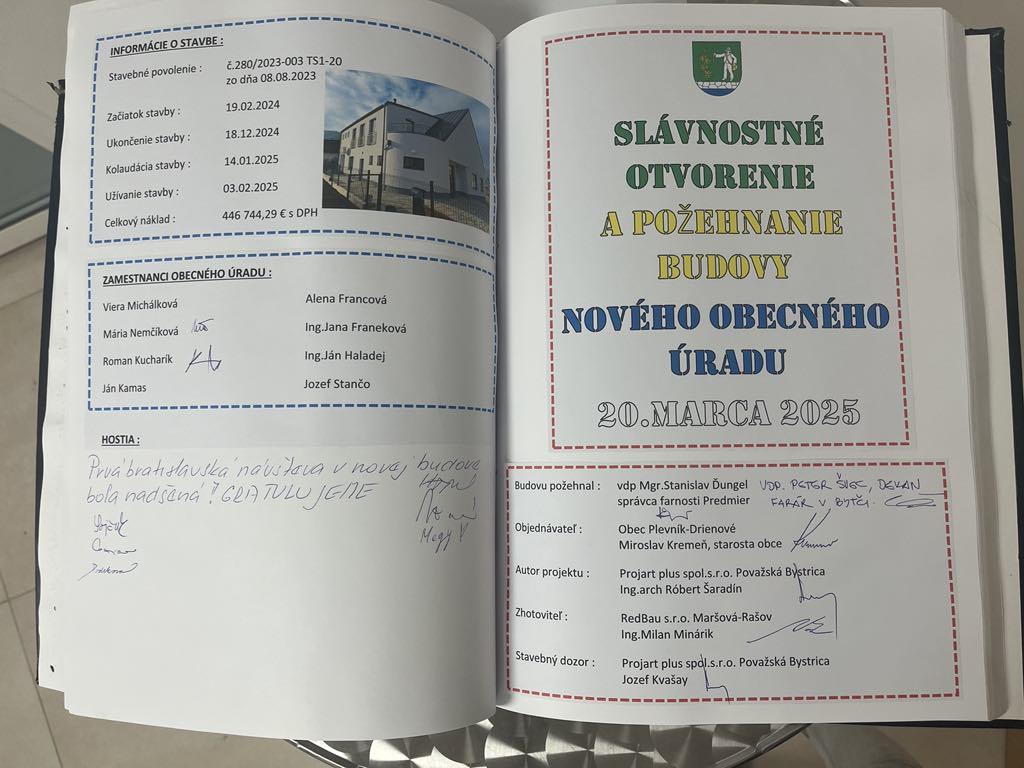 INFORMÁCIE O STAVBE :
Stavebné povolenie : č.280/2023-003 TS1-20
zo dňa 08.08.2023
Začiatok stavby : 19.02.2024
Ukončenie stavby : 18.12.2024
Kolaudácia stavby : 14.01.2025
Užívanie stavby : 03.02.2025
Celkový náklad : 446 744,29 € s DPH
ZAMESTNANCI OBECNÉHO ÚRADU :
Viera Michálková Alena Francová
Mária Nemčíková Ing.Jana Franeková
Roman Kucharík Ing.Ján Haladej
Ján Kamas Jozef Stančo
HOSTIA :
Prvá bratislavská návšteva v novej budove
bola nadšená! GRATULUJEME
SLÁVNOSTNÉ
OTVORENIE
A POŽEHNANIE
BUDOVY
NOVÉHO OBECNÉHO
ÚRADU
20.MARCA 2025
Budovu požehnal : vdp Mgr.Stanislav Ďungel VDP. PETER ŠVEC, DEKAN
správca farnosti Predmier FARÁR V BYTČI
Objednávateľ : Obec Plevník-Drienové
Miroslav Kremeň, starosta obce
Autor projektu : Projart plus spol.s.r.o. Považská Bystrica
Ing.arch Róbert Šaradín
Zhotoviteľ : RedBau s.r.o. Maršová-Rašov
Ing.Milan Minárik
Stavebný dozor : Projart plus spol.s.r.o. Považská Bystrica
Jozef Kvašay